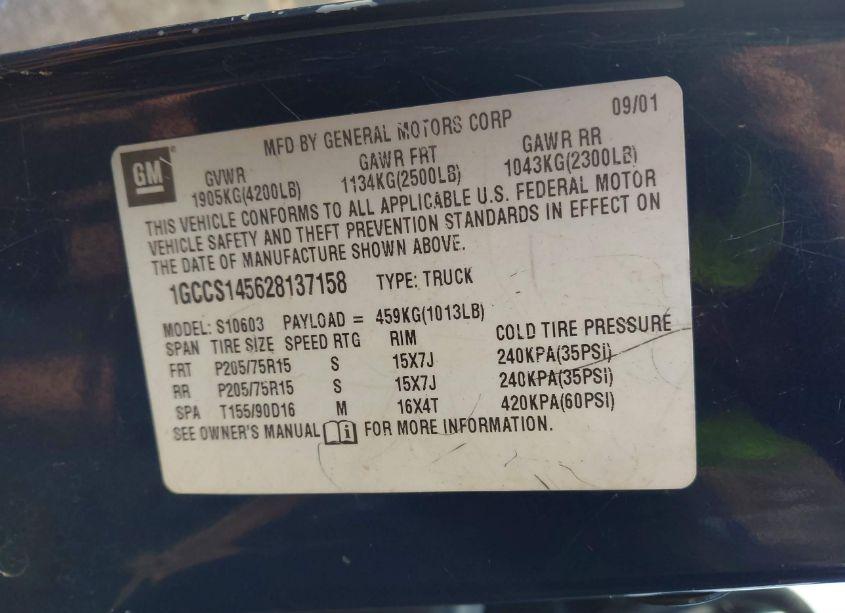 09/01
MFD BY GENERAL MOTORS CORP
GM
GVWR GAWR FRT GAWR RR
1905KG(4200LB) 1134KG(2500LB) 1043KG(2300LB)
THIS VEHICLE CONFORMS TO ALL APPLICABLE U.S. FEDERAL MOTOR
VEHICLE SAFETY AND THEFT PREVENTION STANDARDS IN EFFECT ON
THE DATE OF MANUFACTURE SHOWN ABOVE.
1GCCS145628137158 TYPE: TRUCK
MODEL: S10603 PAYLOAD = 459KG(1013LB)
SPAN TIRE SIZE SPEED RTG RIM COLD TIRE PRESSURE
FRT P205/75R15 S 15X7J 240KPA(35PSI)
RR P205/75R15 S 15X7J 240KPA(35PSI)
SPA T155/90D16 M 16X4T 420KPA(60PSI)
SEE OWNER'S MANUAL FOR MORE INFORMATION.